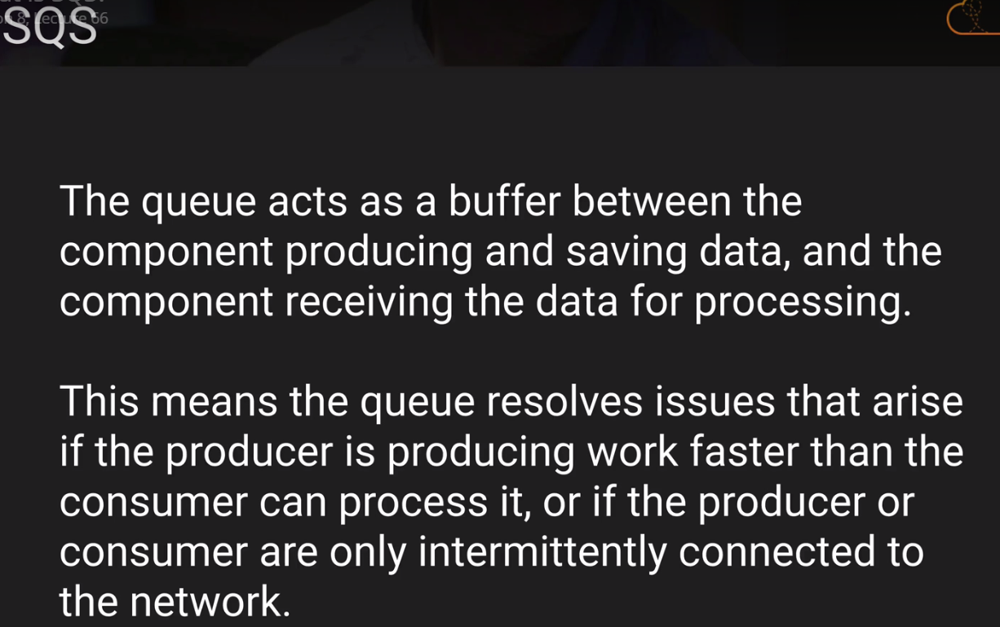 SQS
8, Lecture 66
The queue acts as a buffer between the
component producing and saving data, and the
component receiving the data for processing.
This means the queue resolves issues that arise
if the producer is producing work faster than the
consumer can process it, or if the producer or
consumer are only intermittently connected to
the network.